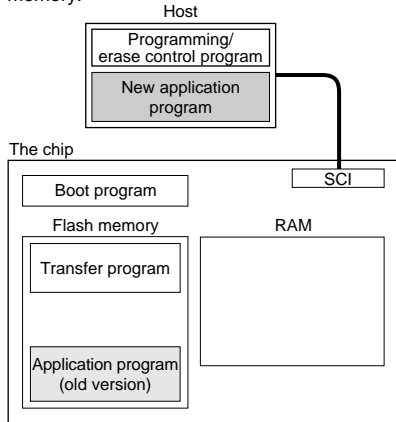 memory.
Host
Programming/
erase control program
New application
program
The chip
SCI
Boot program
Flash memory
RAM
Transfer program
Application program
(old version)